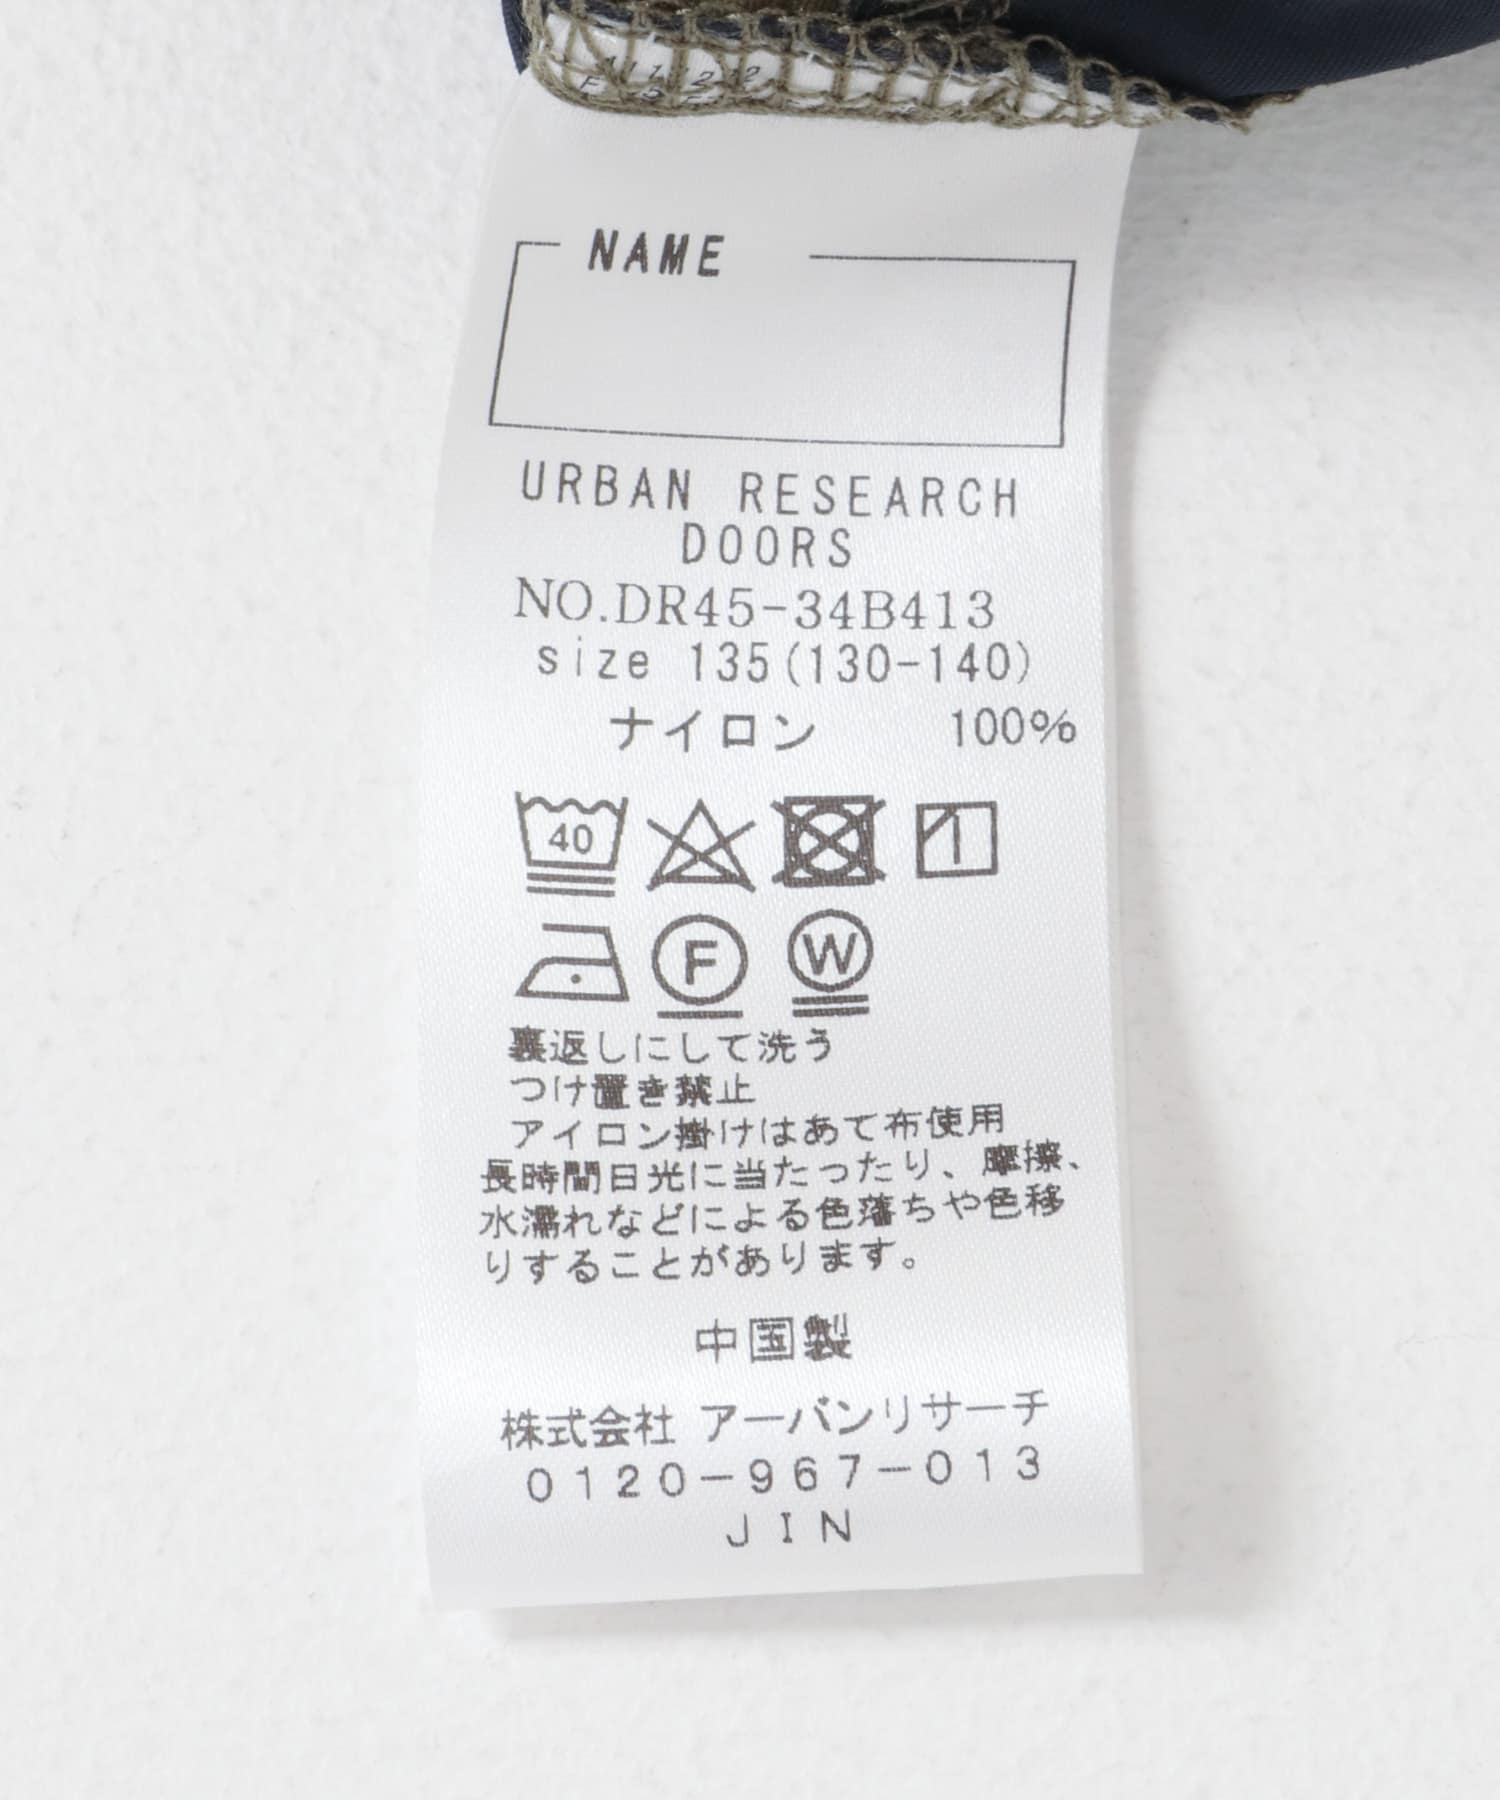 NAME
URBAN RESEARCH
DOORS
NO.DR45-34B413
size 135(130-140)
ナイロン 100%
40
F W
裏返しにして洗う
つけ置き禁止
アイロン掛けはあて布使用
長時間日光に当たったり、摩擦、
水濡れなどによる色落ちや色移
りすることがあります。
中国製
株式会社 アーバンリサーチ
0120-967-013
JIN